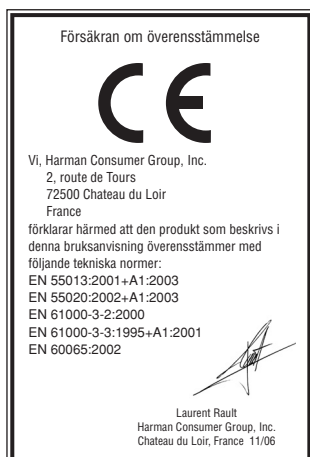 Försäkran om överensstämmelse
CE
Vi, Harman Consumer Group, Inc.
2, route de Tours
72500 Chateau du Loir
France
förklarar härmed att den produkt som beskrivs i
denna bruksanvisning överensstämmer med
följande tekniska normer:
EN 55013:2001+A1:2003
EN 55020:2002+A1:2003
EN 61000-3-2:2000
EN 61000-3-3:1995+A1:2001
EN 60065:2002
Laurent Rault
Harman Consumer Group, Inc.
Chateau du Loir, France 11/06